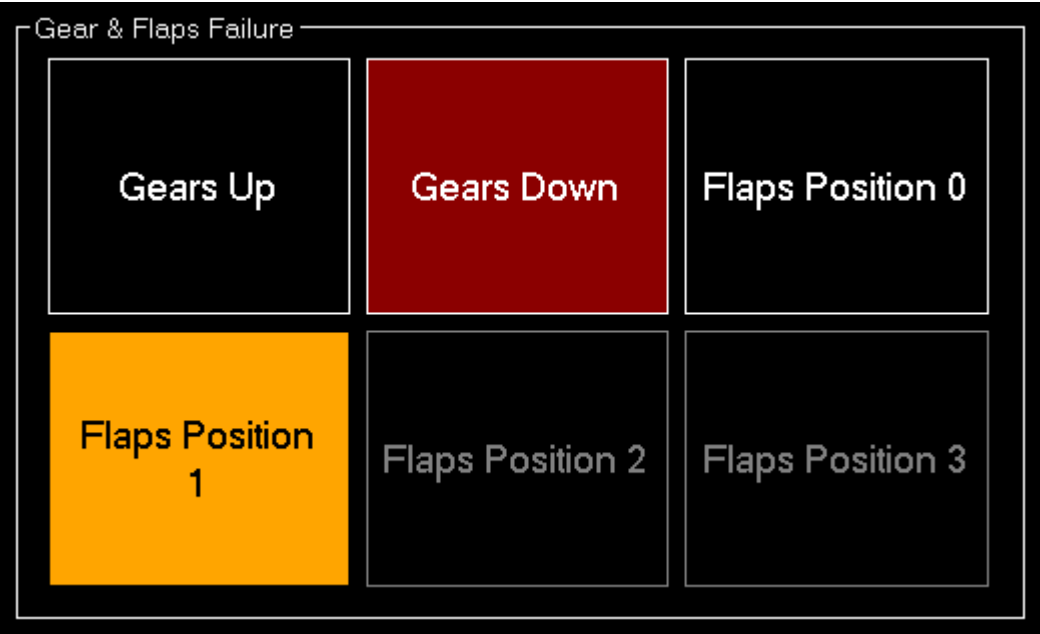 Gear & Flaps Failure
Gears Up
Gears Down
Flaps Position 0
Flaps Position
1
Flaps Position 2
Flaps Position 3